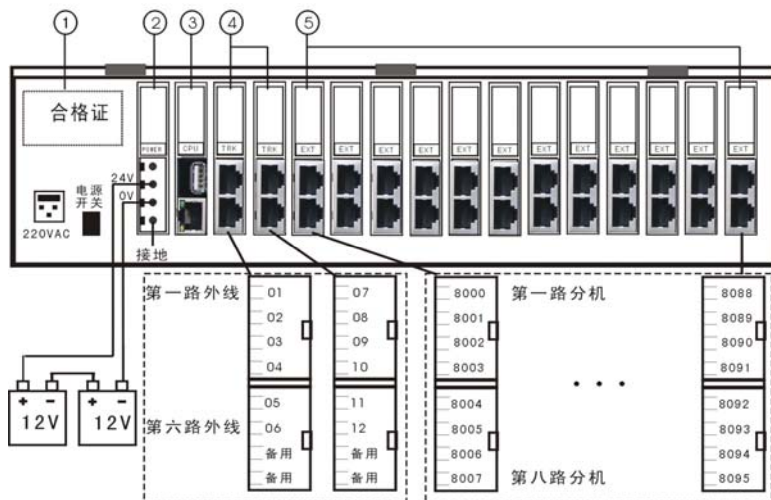 ① ② ③ ④ ⑤
合格证
POWER CPU TRK TRK EXT EXT EXT EXT EXT EXT EXT EXT EXT EXT EXT EXT
24V
0V
电源
开关
220VAC
接地
第一路外线
01
02
03
04
05
06
备用
备用
第六路外线
07
08
09
10
11
12
备用
备用
8000
8001
8002
8003
8004
8005
8006
8007
第一路分机
...
第八路分机
8088
8089
8090
8091
8092
8093
8094
8095
+ − + −
12V 12V